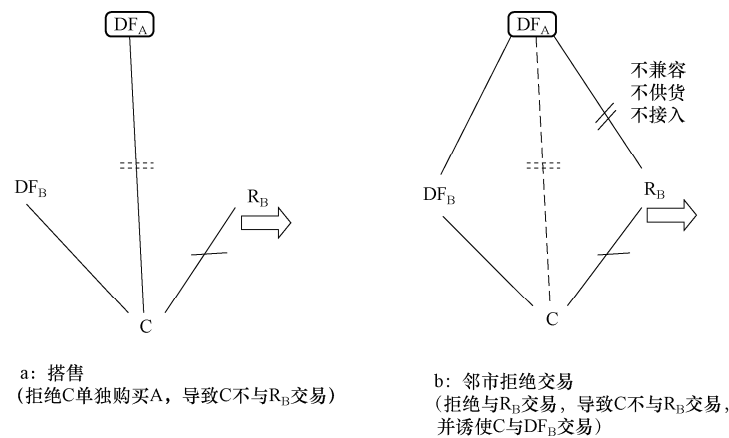 DF_A
DF_B
R_B
C
a：搭售
（拒绝C单独购买A，导致C不与R_B交易）
DF_A
不兼容
不供货
不接入
DF_B
R_B
C
b：邻市拒绝交易
（拒绝与R_B交易，导致C不与R_B交易，
并诱使C与DF_B交易）